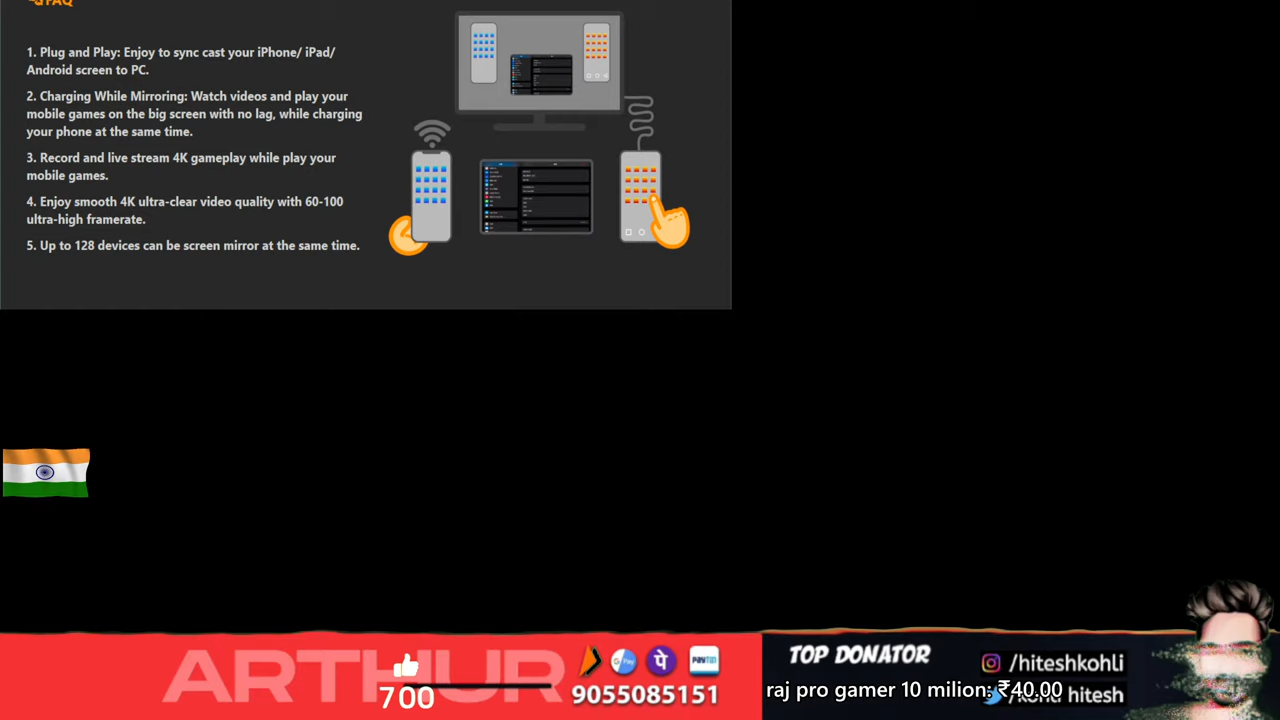 FAQ
1. Plug and Play: Enjoy to sync cast your iPhone/ iPad/
Android screen to PC.
2. Charging While Mirroring: Watch videos and play your
mobile games on the big screen with no lag, while charging
your phone at the same time.
3. Record and live stream 4K gameplay while play your
mobile games.
4. Enjoy smooth 4K ultra-clear video quality with 60-100
ultra-high framerate.
5. Up to 128 devices can be screen mirror at the same time.
ARTHUR
700
G Pay
पे
PAYTM
9055085151
TOP DONATOR
raj pro gamer 10 milion: ₹40.00
/hiteshkohli
/kohli hitesh